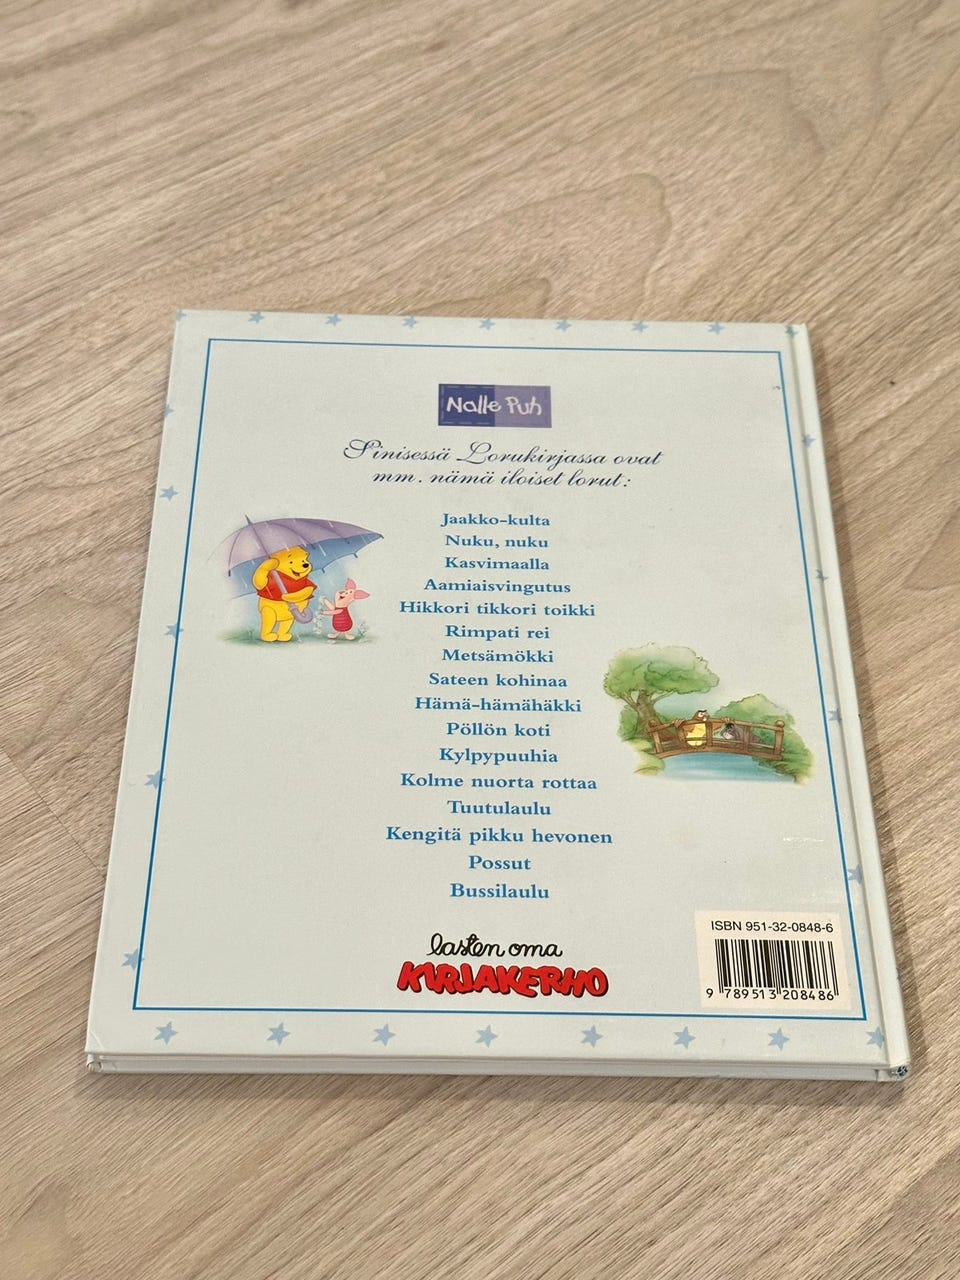 Nalle Puh
Sinisessä Lorukirjassa ovat
mm. nämä iloiset lorut:
Jaakko-kulta
Nuku, nuku
Kasvimaalla
Aamiaisvingutus
Hikkori tikkori toikki
Rimpati rei
Metsämökki
Sateen kohinaa
Hämä-hämähäkki
Pöllön koti
Kylpypuuhia
Kolme nuorta rottaa
Tuutulaulu
Kengitä pikku hevonen
Possut
Bussilaulu
lasten oma
KIRJAKERHO
ISBN 951-32-0848-6
9 789513 208486